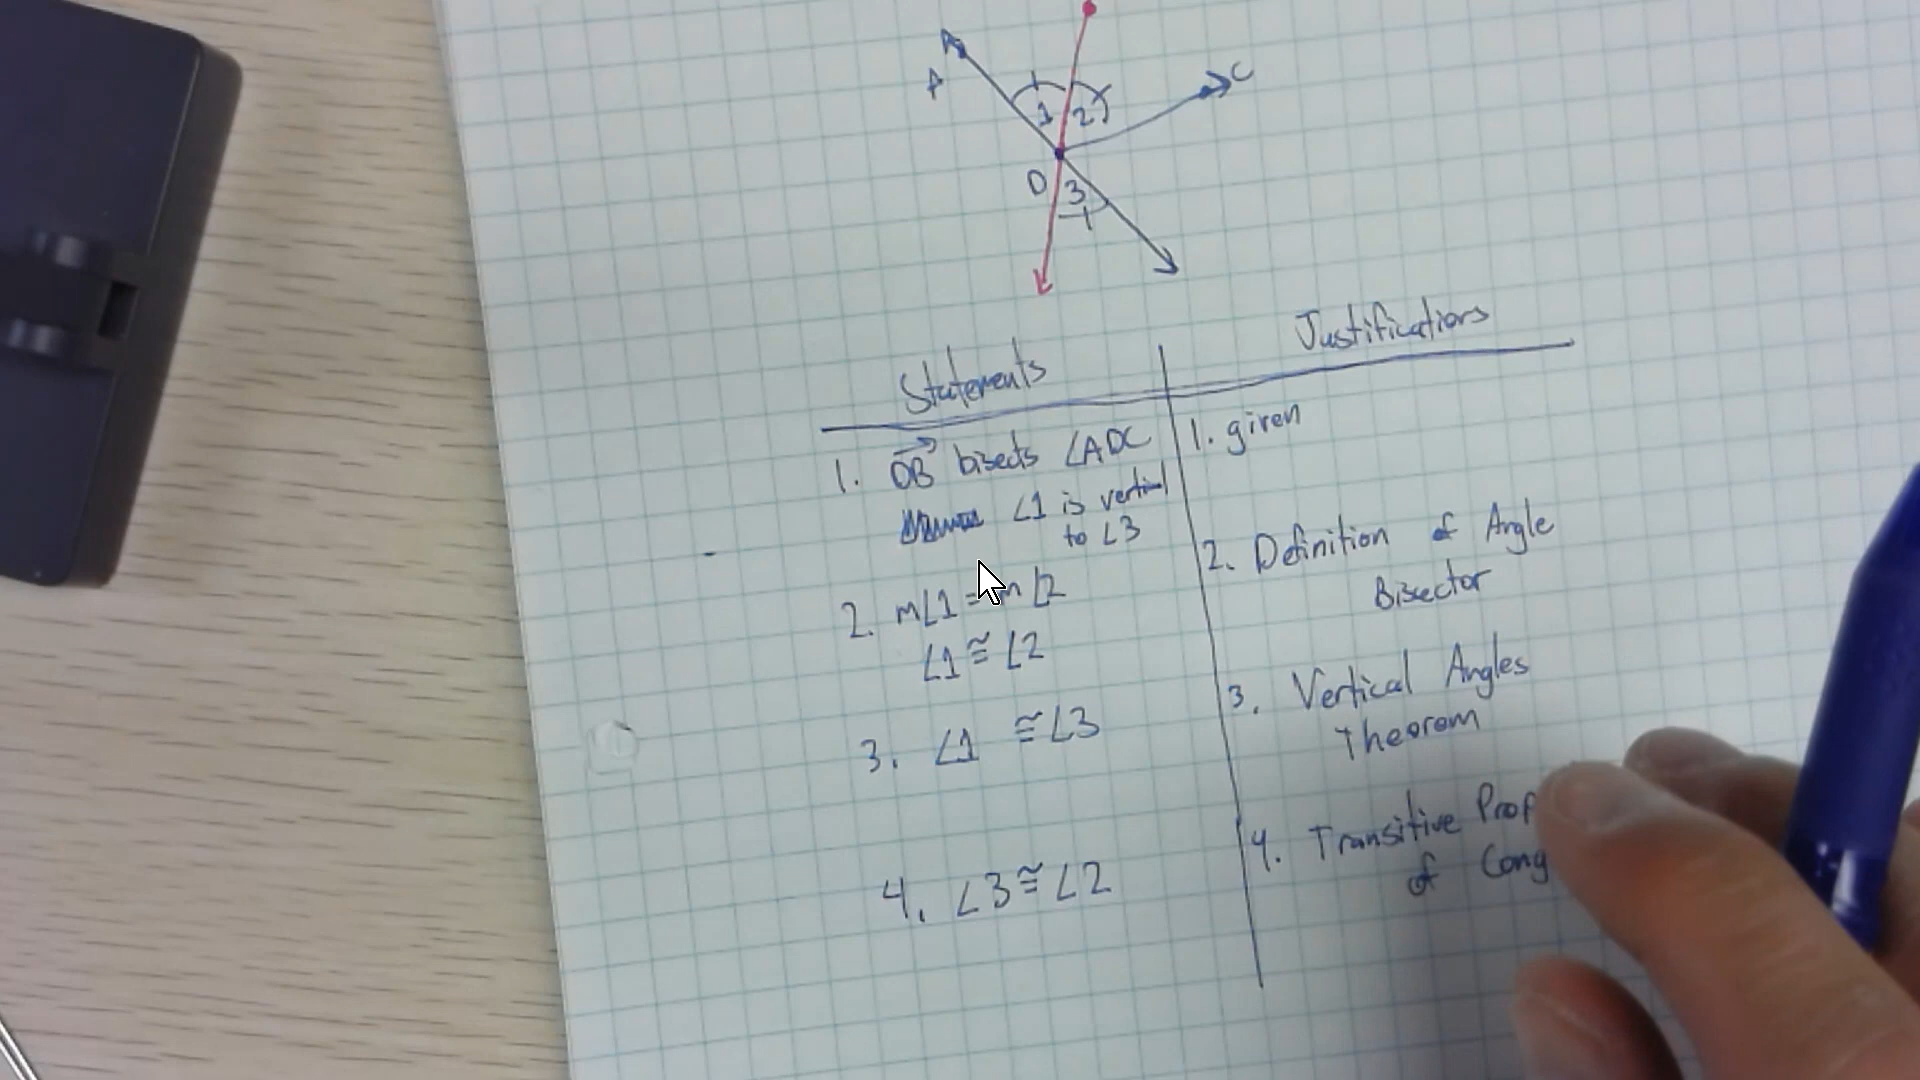 A
C
1 2
D
3
Statements
Justifications
1. DB bisects ∠ADC
∠1 is vertical
to ∠3
1. given
2. m∠1 = m∠2
∠1 ≅ ∠2
2. Definition of Angle
Bisector
3. ∠1 ≅ ∠3
3. Vertical Angles
Theorem
4. ∠3 ≅ ∠2
4. Transitive Prop
of Cong